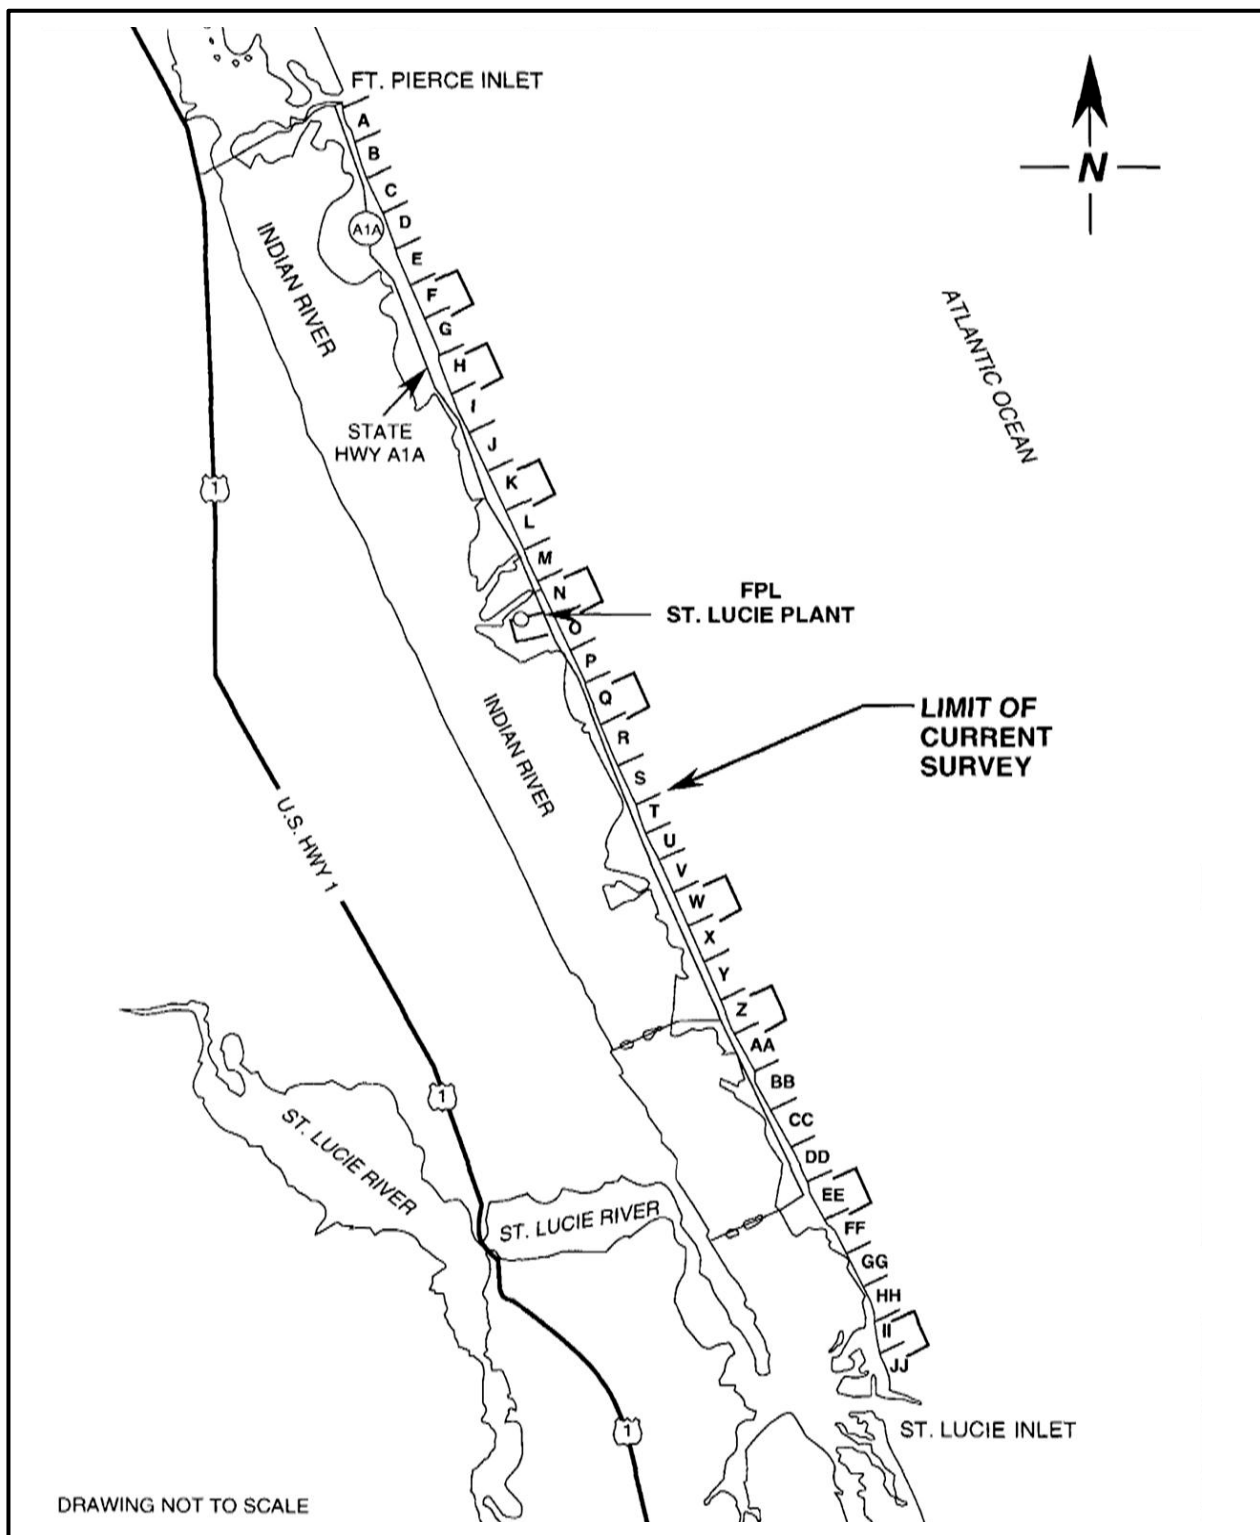 FT. PIERCE INLET
A
B
C
D
A1A
E
F
G
H
I
J
K
L
M
N
O
P
Q
R
S
T
U
V
W
X
Y
Z
AA
BB
CC
DD
EE
FF
GG
HH
II
JJ
N
INDIAN RIVER
ATLANTIC OCEAN
STATE
HWY A1A
1
FPL
ST. LUCIE PLANT
INDIAN RIVER
LIMIT OF
CURRENT
SURVEY
U.S. HWY 1
1
ST. LUCIE RIVER
ST. LUCIE RIVER
1
ST. LUCIE INLET
DRAWING NOT TO SCALE